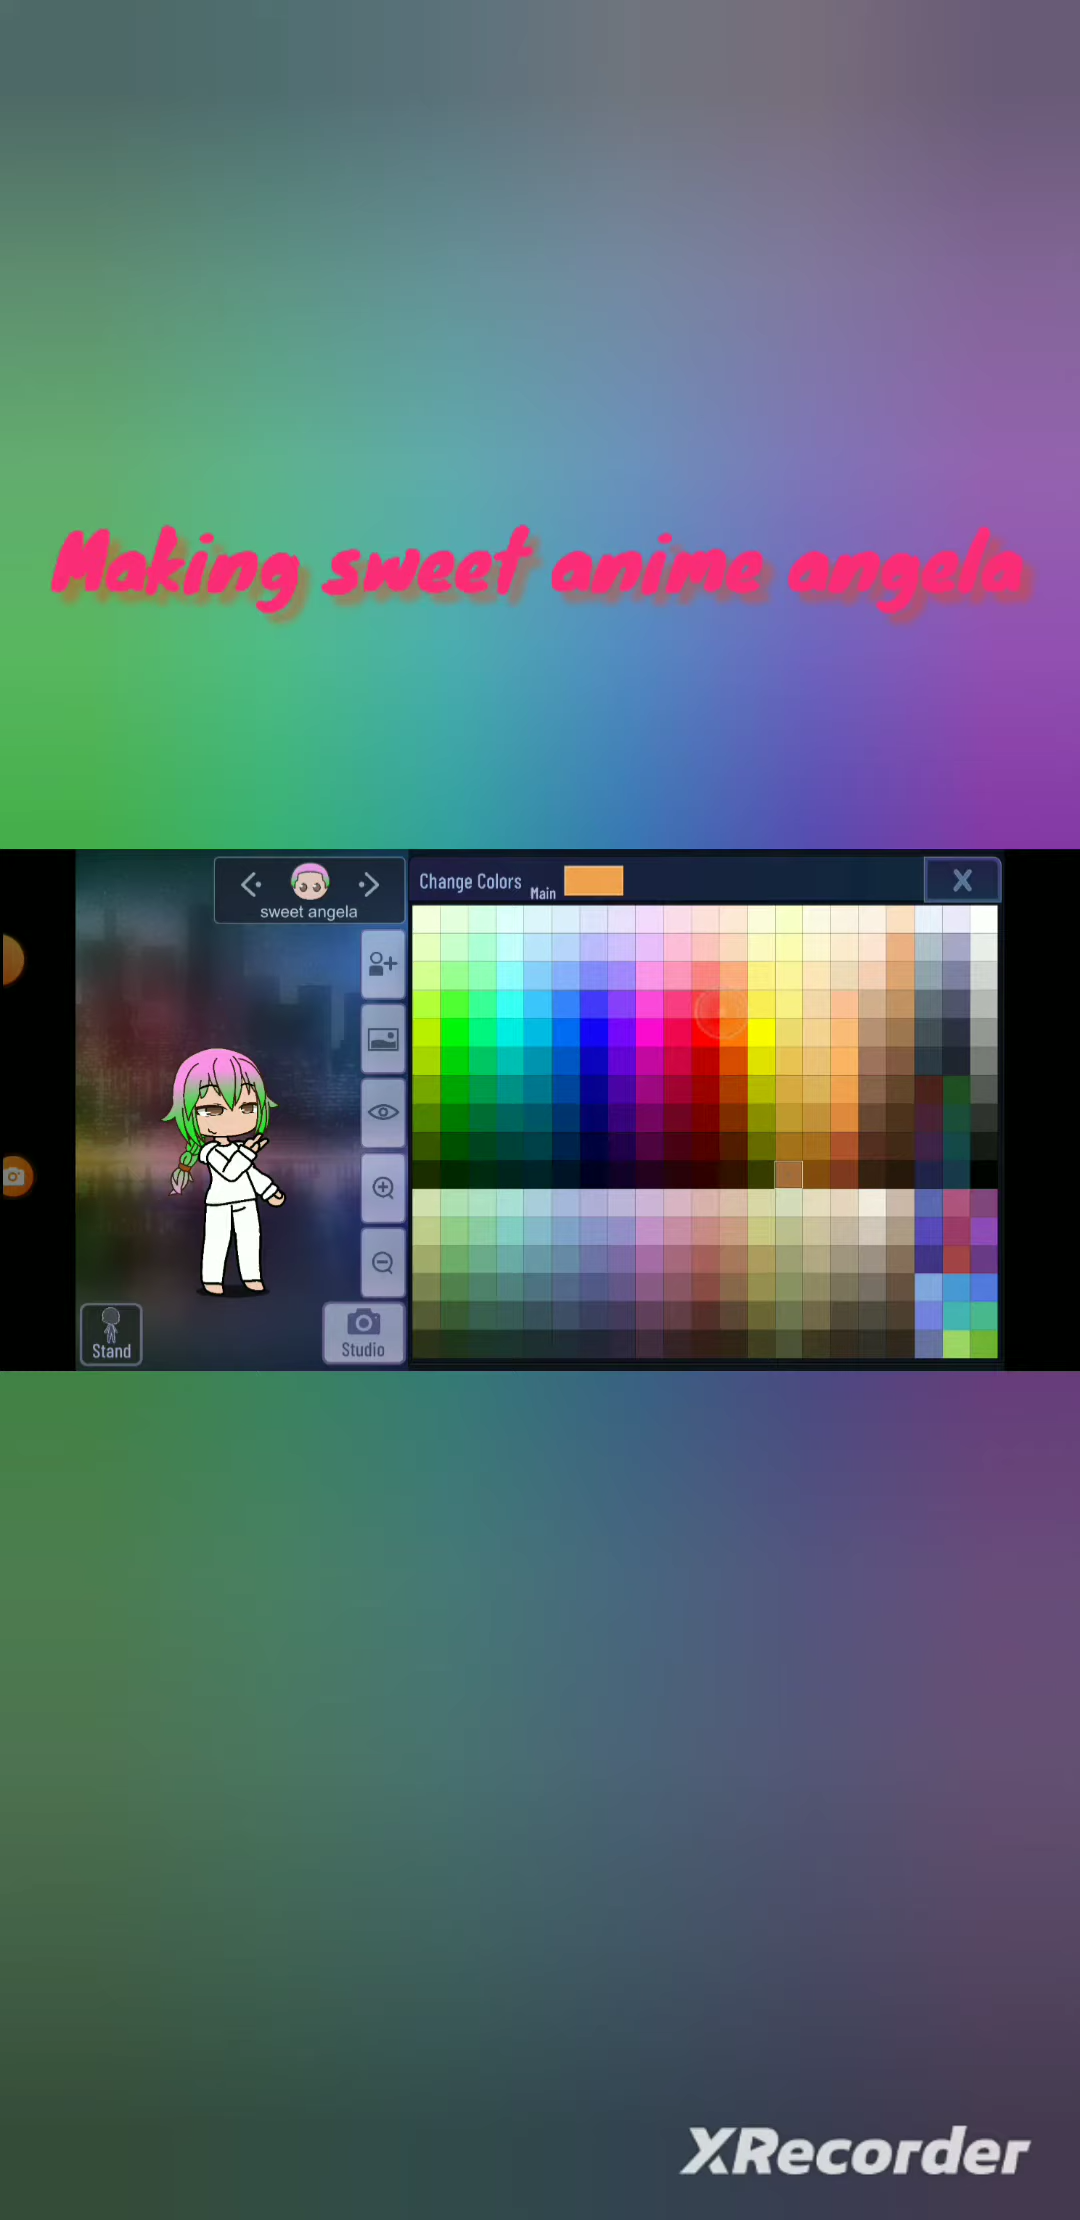 Making sweet anime angela
sweet angela
Change Colors
Main
Stand
Studio
XRecorder